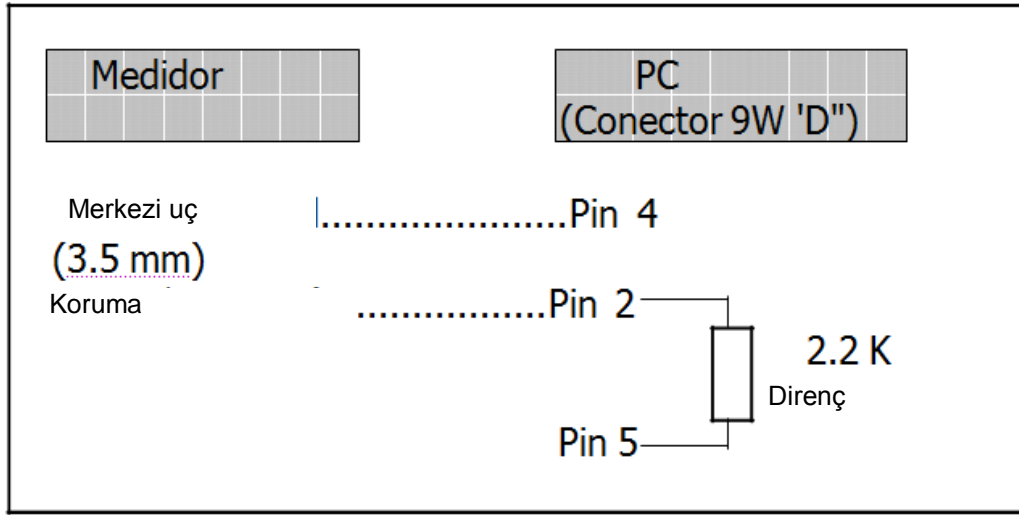 Medidor
PC
(Conector 9W 'D")
Merkezi uç
......................Pin 4
(3.5 mm)
Koruma
.................Pin 2
2.2 K
Direnç
Pin 5